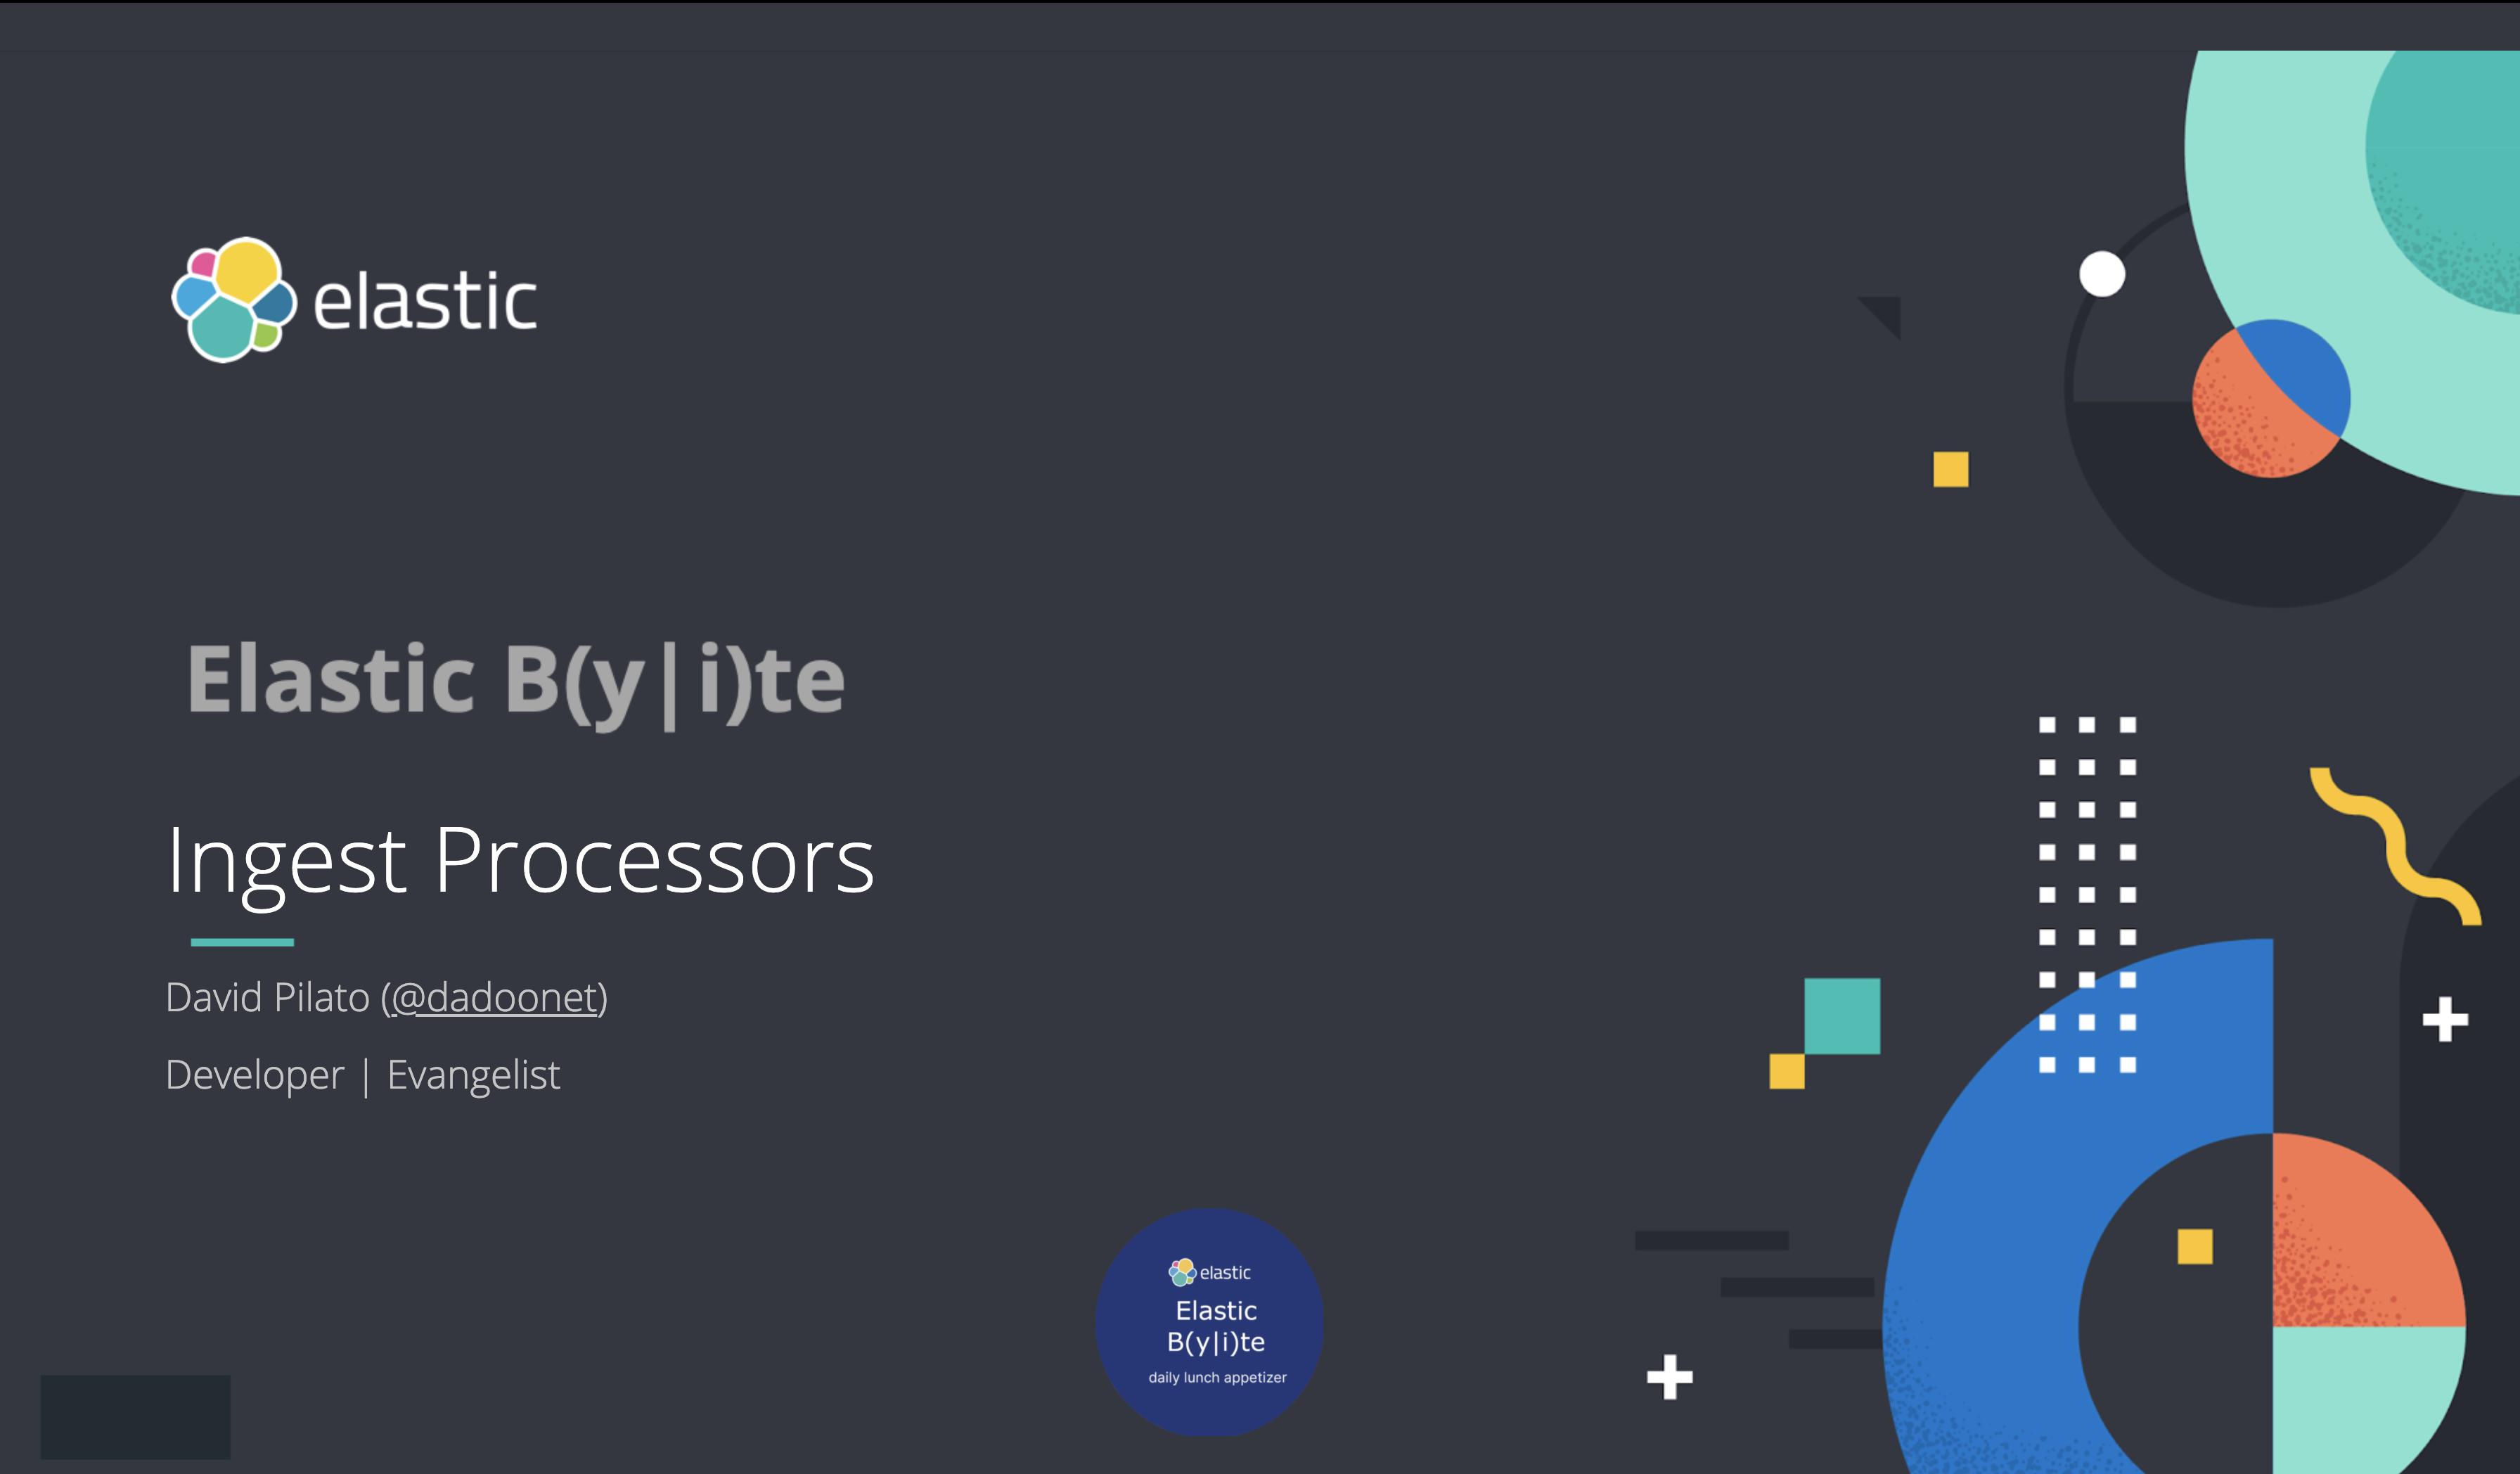 elastic
Elastic B(y|i)te
Ingest Processors
David Pilato (@dadoonet)
Developer | Evangelist
elastic
Elastic
B(y|i)te
daily lunch appetizer